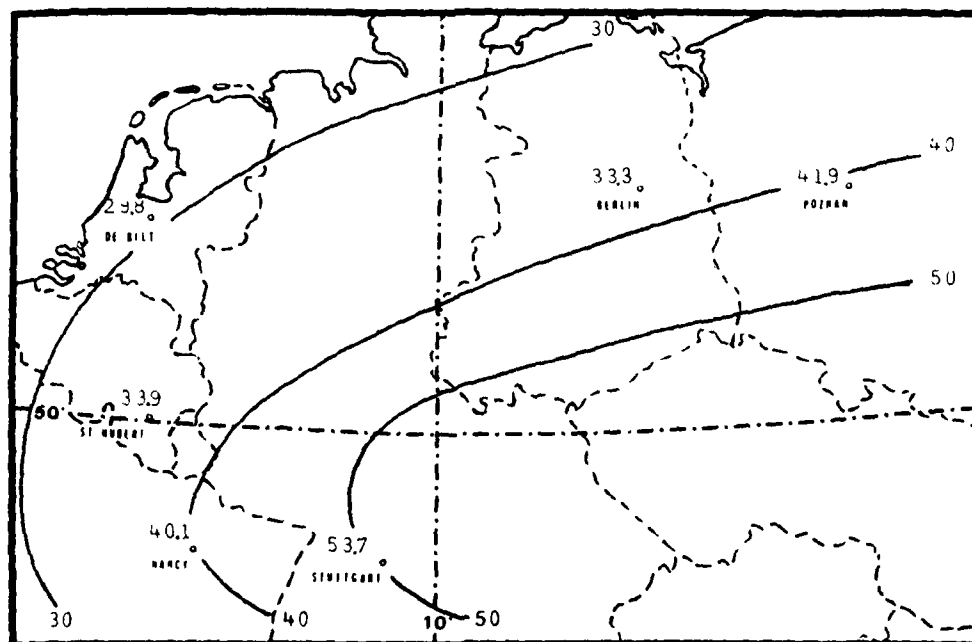 30
40
33,3
BERLIN
41,9
POZNAN
29,8
DE BILT
50
33,9
50
ST HUBERT
40,1
NANCY
53,7
STUTTGART
30
40
10
50